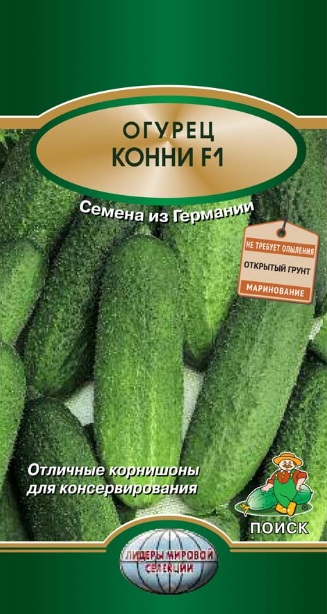 ОГУРЕЦ
КОННИ F1
Семена из Германии
НЕ ТРЕБУЕТ ОПЫЛЕНИЯ
ОТКРЫТЫЙ ГРУНТ
МАРИНОВАНИЕ
Отличные корнишоны
для консервирования
ПОИСК
ЛИДЕРЫ МИРОВОЙ
СЕЛЕКЦИИ